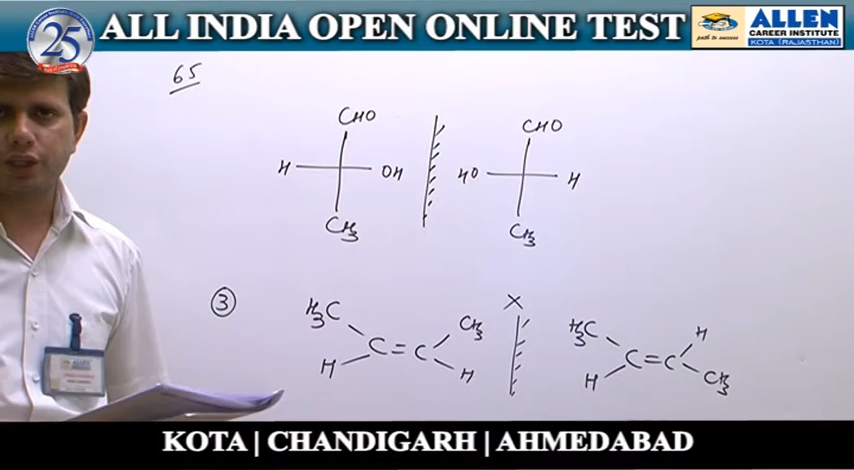 25
ALL INDIA OPEN ONLINE TEST
path to success
ALLEN
CAREER INSTITUTE
KOTA (RAJASTHAN)
65
CHO CHO
H OH HO H
CH3 CH3
3
H3C CH3 X H3C H
C=C C=C
H H H CH3
ALLEN
KOTA | CHANDIGARH | AHMEDABAD